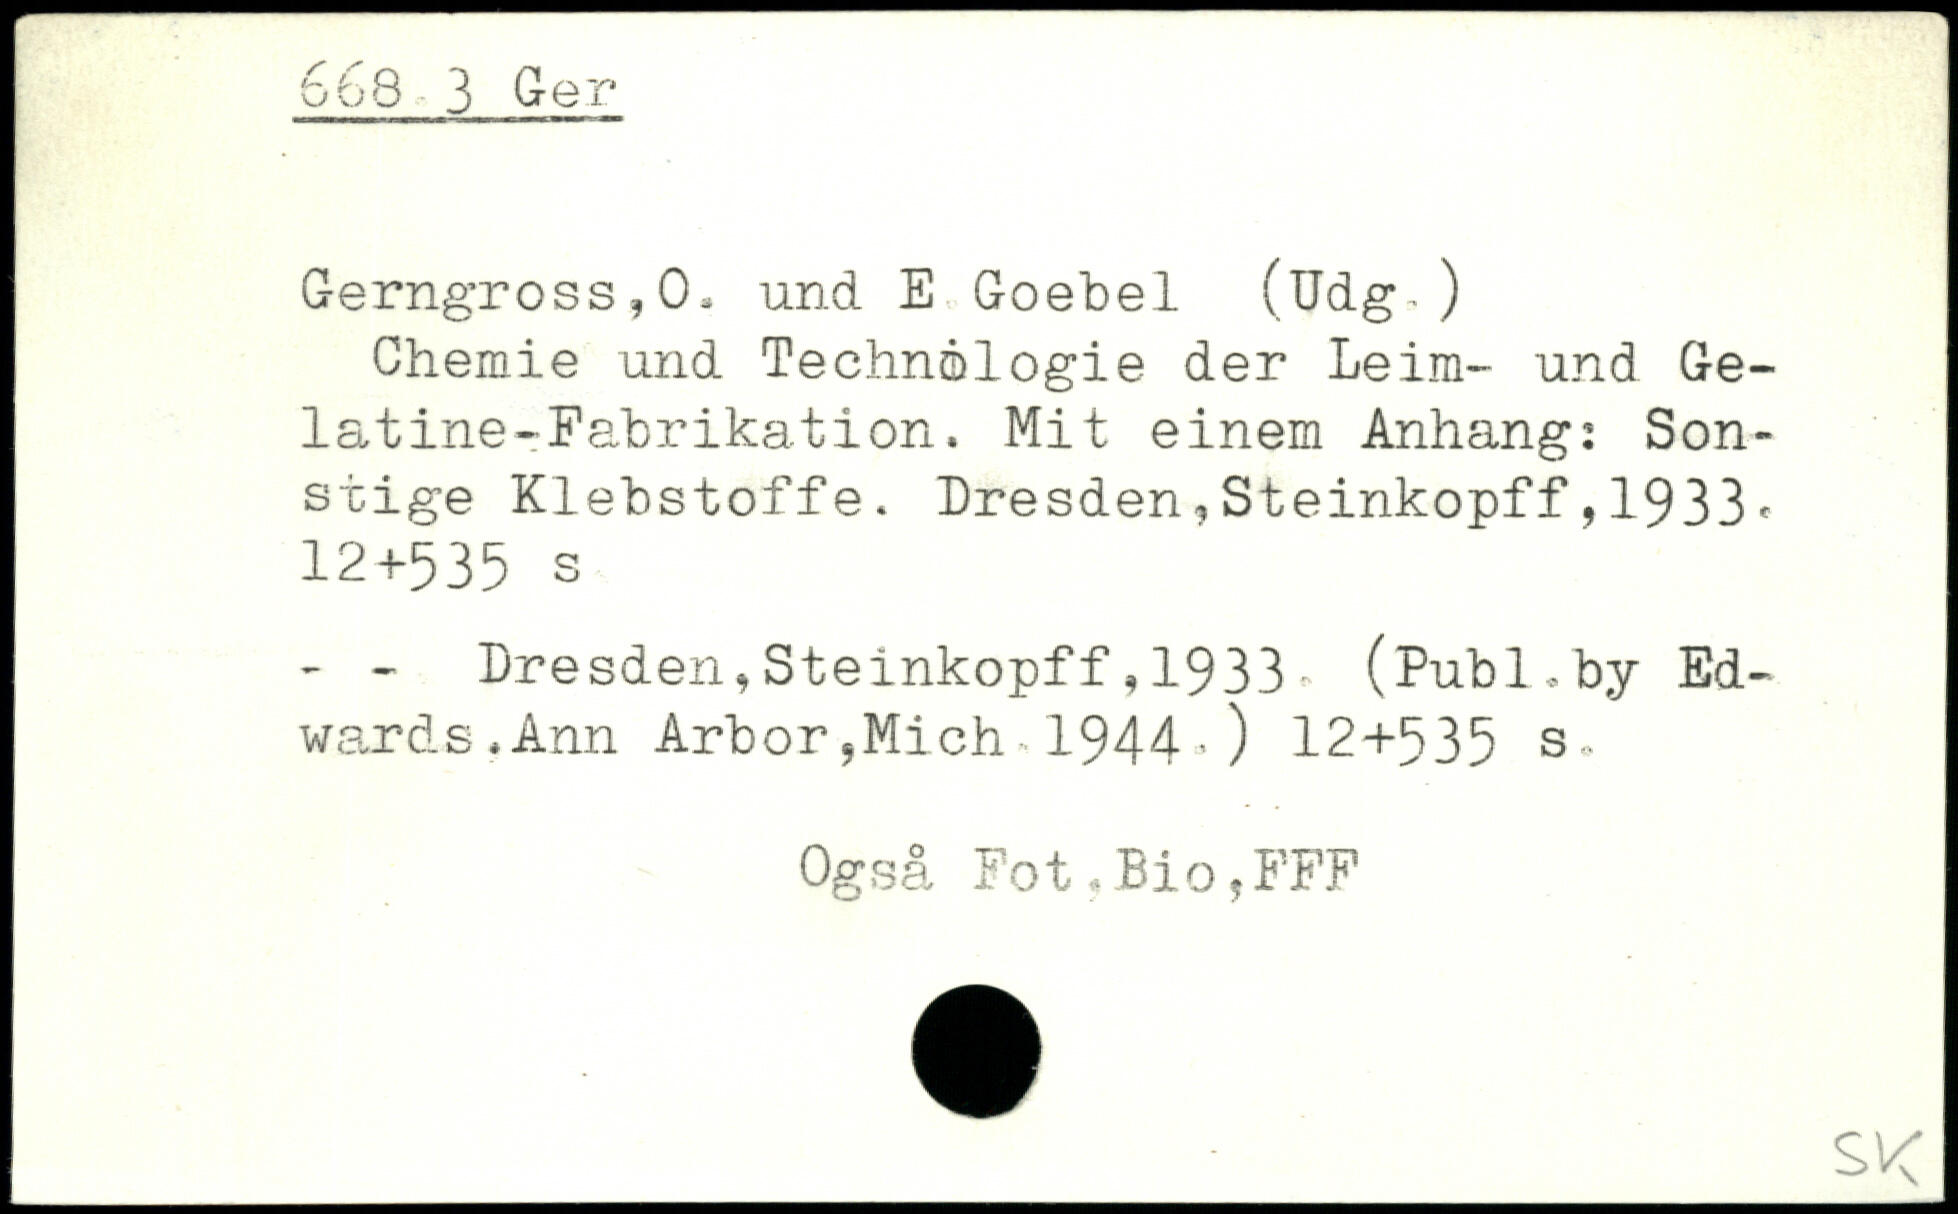 668.3 Ger
Gerngross,O. und E.Goebel (Udg.)
Chemie und Technologie der Leim- und Ge-
latine-Fabrikation. Mit einem Anhang: Son-
stige Klebstoffe. Dresden,Steinkopff,1933.
12+535 s.
- - Dresden,Steinkopff,1933. (Publ.by Ed-
wards.Ann Arbor,Mich.1944.) 12+535 s.
Også Fot,Bio,FFF
SK